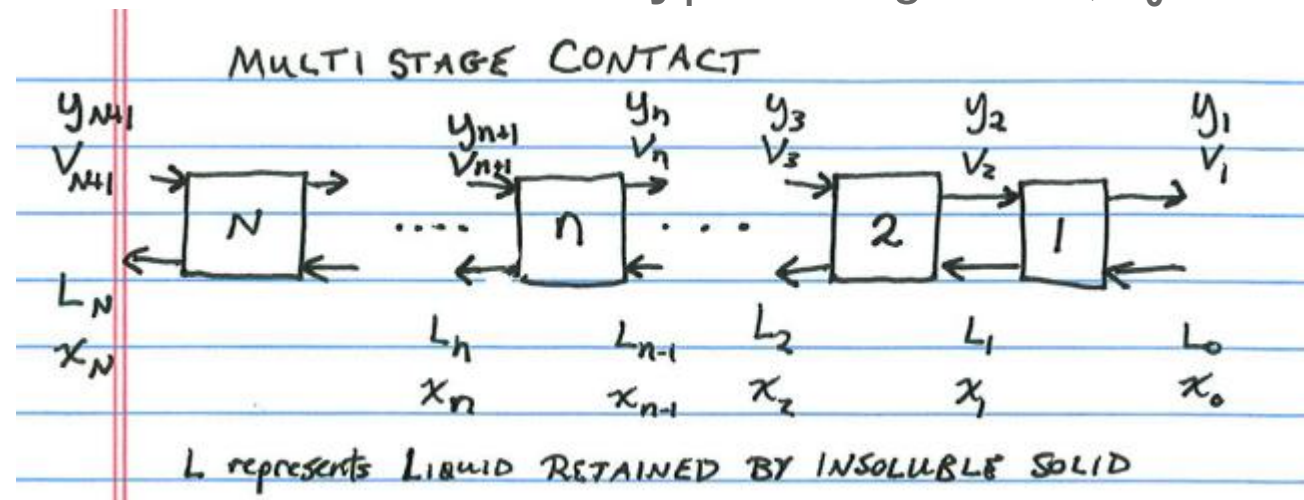 MULTI STAGE CONTACT
yN+1 yn+1 yn y3 y2 y1
VN+1 Vn+1 Vn V3 V2 V1
N .... n ... 2 1
LN Ln Ln-1 L2 L1 L0
xN xn xn-1 x2 x1 x0
L represents LIQUID RETAINED BY INSOLUBLE SOLID